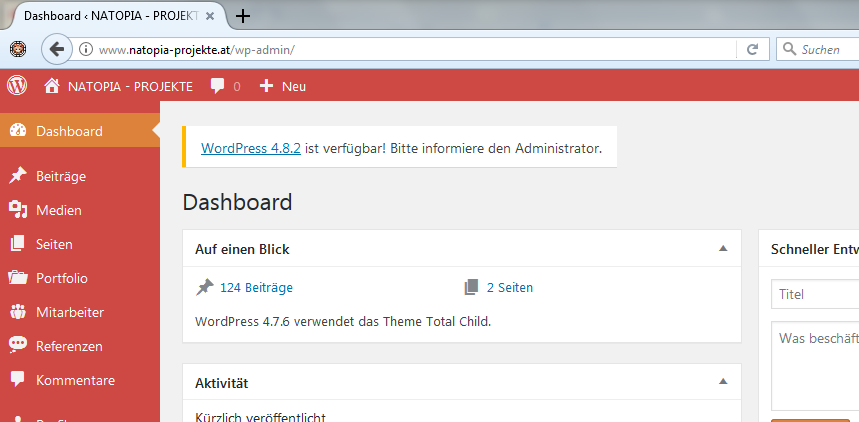 Dashboard ‹ NATOPIA - PROJEKT
www.natopia-projekte.at/wp-admin/
Suchen
NATOPIA - PROJEKTE
0
Neu
Dashboard
Beiträge
Medien
Seiten
Portfolio
Mitarbeiter
Referenzen
Kommentare
WordPress 4.8.2 ist verfügbar! Bitte informiere den Administrator.
Dashboard
Auf einen Blick
124 Beiträge
2 Seiten
WordPress 4.7.6 verwendet das Theme Total Child.
Aktivität
Kürzlich veröffentlicht
Schneller Entw
Titel
Was beschäft